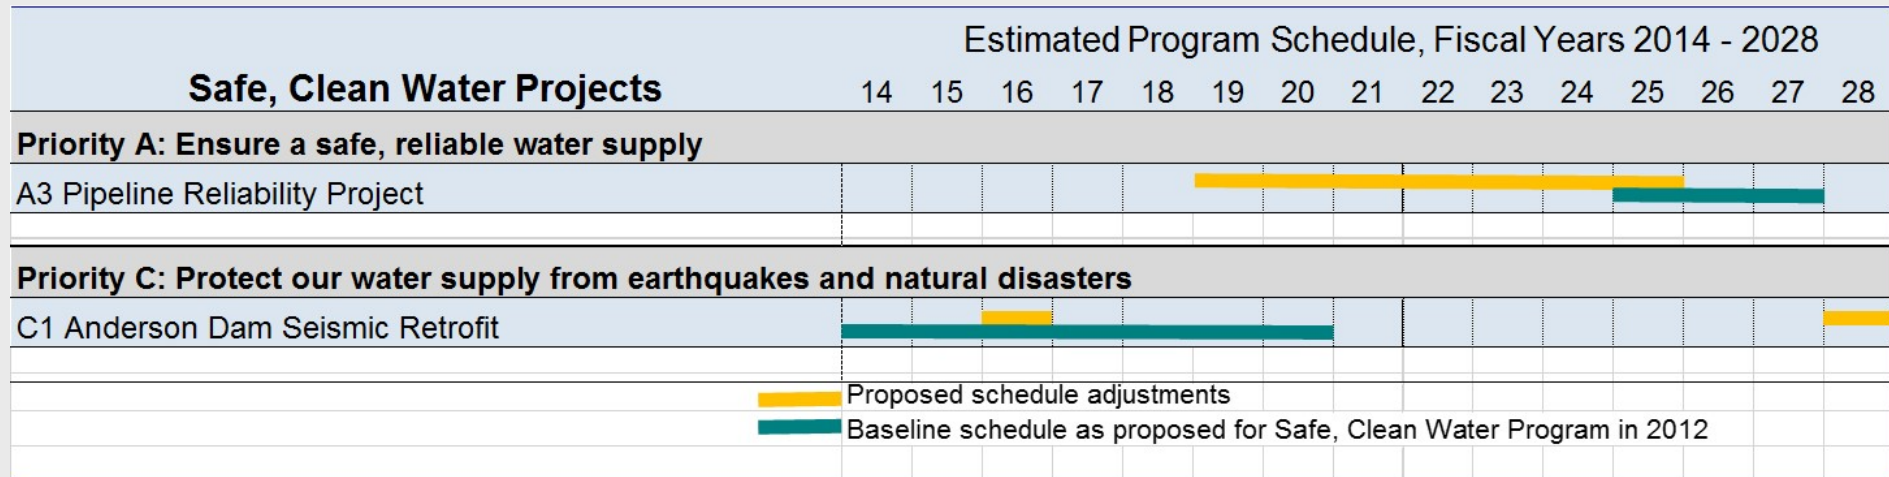 Estimated Program Schedule, Fiscal Years 2014 - 2028
Safe, Clean Water Projects 14 15 16 17 18 19 20 21 22 23 24 25 26 27 28
Priority A: Ensure a safe, reliable water supply
A3 Pipeline Reliability Project
Priority C: Protect our water supply from earthquakes and natural disasters
C1 Anderson Dam Seismic Retrofit
Proposed schedule adjustments
Baseline schedule as proposed for Safe, Clean Water Program in 2012